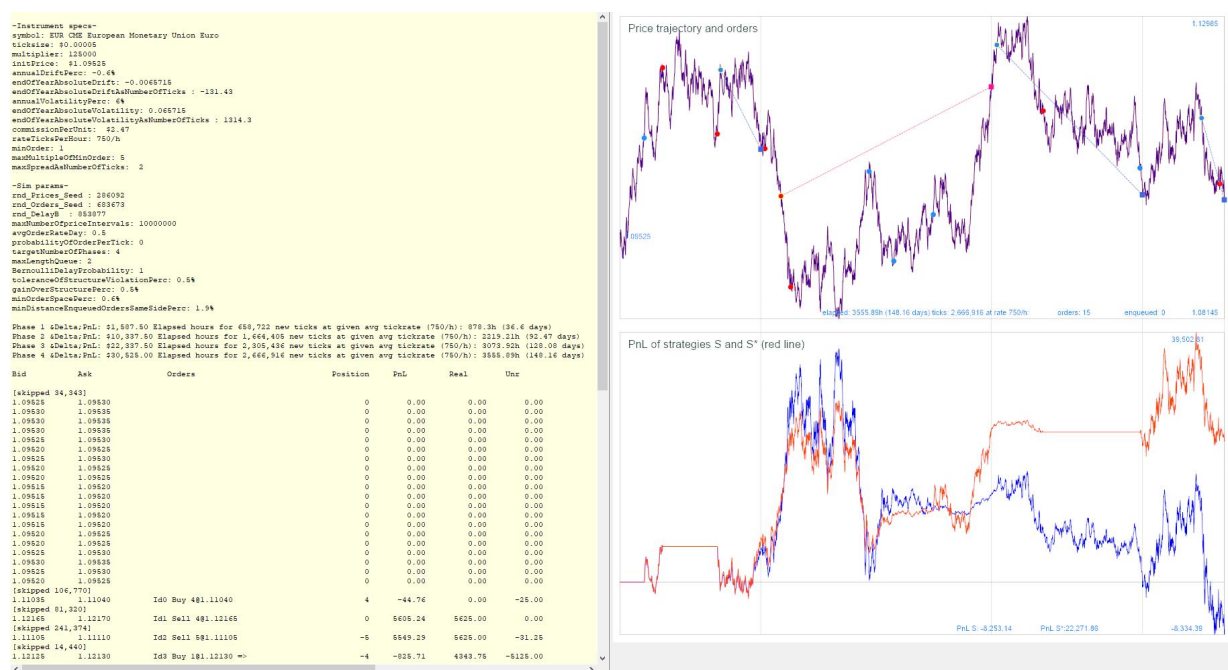 -Instrument specs-
symbol: EUR CME European Monetary Union Euro
ticksize: $0.00005
multiplier: 125000
initPrice:  $1.09525
annualDriftPerc: -0.6%
endOfYearAbsoluteDrift: -0.0065715
endOfYearAbsoluteDriftAsNumberOfTicks : -131.43
annualVolatilityPerc: 6%
endOfYearAbsoluteVolatility: 0.065715
endOfYearAbsoluteVolatilityAsNumberOfTicks : 1314.3
commissionPerUnit:  $2.47
rateTicksPerHour: 750/h
minOrder: 1
maxMultipleOfMinOrder: 5
maxSpreadAsNumberOfTicks:  2
-Sim params-
rnd_Prices_Seed : 286092
rnd_Orders_Seed : 683673
rnd_DelayB  : 853877
maxNumberOfpriceIntervals: 10000000
avgOrderRateDay: 0.5
probabilityOfOrderPerTick: 0
targetNumberOfPhases: 4
maxLengthQueue: 2
BernoulliDelayProbability: 1
toleranceOfStructureViolationPerc: 0.5%
gainOverStructurePerc: 0.5%
minOrderSpacePerc: 0.6%
minDistanceEnqueuedOrdersSameSidePerc: 1.9%
Phase 1 &Delta;PnL: $1,587.50 Elapsed hours for 658,722 new ticks at given avg tickrate (750/h): 878.3h (36.6 days)
Phase 2 &Delta;PnL: $10,337.50 Elapsed hours for 1,664,405 new ticks at given avg tickrate (750/h): 2219.21h (92.47 days)
Phase 3 &Delta;PnL: $22,337.50 Elapsed hours for 2,305,436 new ticks at given avg tickrate (750/h): 3073.92h (128.08 days)
Phase 4 &Delta;PnL: $30,525.00 Elapsed hours for 2,666,916 new ticks at given avg tickrate (750/h): 3555.89h (148.16 days)
Bid Ask Orders Position PnL Real Unr
[skipped 34,343]
1.09525 1.09530 0 0.00 0.00 0.00
1.09530 1.09535 0 0.00 0.00 0.00
1.09530 1.09535 0 0.00 0.00 0.00
1.09530 1.09535 0 0.00 0.00 0.00
1.09525 1.09530 0 0.00 0.00 0.00
1.09520 1.09525 0 0.00 0.00 0.00
1.09525 1.09530 0 0.00 0.00 0.00
1.09520 1.09525 0 0.00 0.00 0.00
1.09520 1.09525 0 0.00 0.00 0.00
1.09515 1.09520 0 0.00 0.00 0.00
1.09515 1.09520 0 0.00 0.00 0.00
1.09515 1.09520 0 0.00 0.00 0.00
1.09515 1.09520 0 0.00 0.00 0.00
1.09515 1.09520 0 0.00 0.00 0.00
1.09520 1.09525 0 0.00 0.00 0.00
1.09520 1.09525 0 0.00 0.00 0.00
1.09525 1.09530 0 0.00 0.00 0.00
1.09530 1.09535 0 0.00 0.00 0.00
1.09525 1.09530 0 0.00 0.00 0.00
1.09520 1.09525 0 0.00 0.00 0.00
[skipped 106,770]
1.11035 1.11040 Id0 Buy 4@1.11040 4 -44.76 0.00 -25.00
[skipped 81,320]
1.12165 1.12170 Id1 Sell 4@1.12165 0 5605.24 5625.00 0.00
[skipped 241,374]
1.11105 1.11110 Id2 Sell 5@1.11105 -5 5549.29 5625.00 -31.25
[skipped 14,440]
1.12125 1.12130 Id3 Buy 1@1.12130 => -4 -825.71 4343.75 -5125.00
Price trajectory and orders
1.12985
09525
elapsed: 3555.89h (148.16 days) ticks: 2,666,916 at rate 750/h: orders: 15 enqueued: 0 1.08145
PnL of strategies S and S* (red line)
38,502.81
PnL S: -8,253.14 PnL S*:22,271.86 -8,334.39